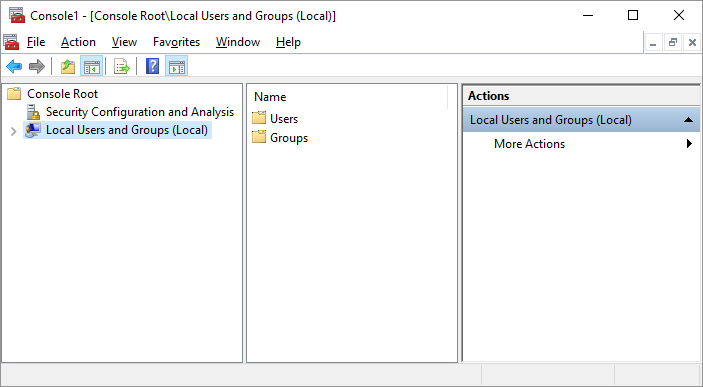 Console1 - [Console Root\Local Users and Groups (Local)]
File Action View Favorites Window Help
Console Root
Security Configuration and Analysis
Local Users and Groups (Local)
Name
Users
Groups
Actions
Local Users and Groups (Local)
More Actions